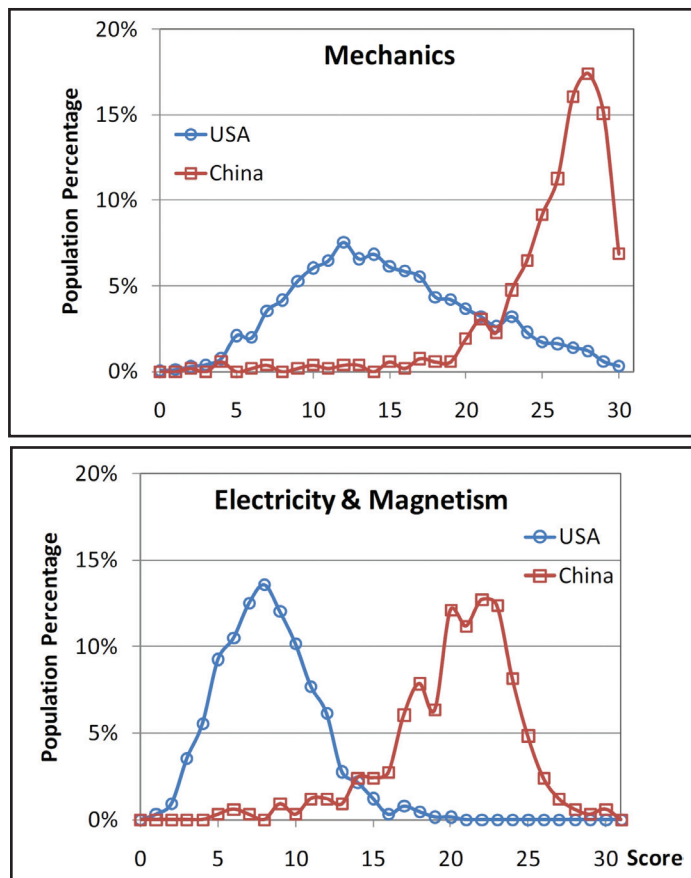 Mechanics
20%
15%
10%
5%
0%
Population Percentage
USA
China
0 5 10 15 20 25 30
Electricity & Magnetism
20%
15%
10%
5%
0%
Population Percentage
USA
China
0 5 10 15 20 25 30 Score